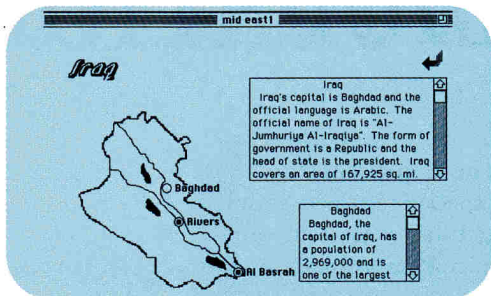 mid east1
Iraq
Iraq
Iraq's capital is Baghdad and the
official language is Arabic. The
official name of Iraq is "Al-
Jumhuriya Al-Iraqiya". The form of
government is a Republic and the
head of state is the president. Iraq
covers an area of 167,925 sq. mi.
Baghdad
Rivers
Al Basrah
Baghdad
Baghdad, the
capital of Iraq, has
a population of
2,969,000 and is
one of the largest